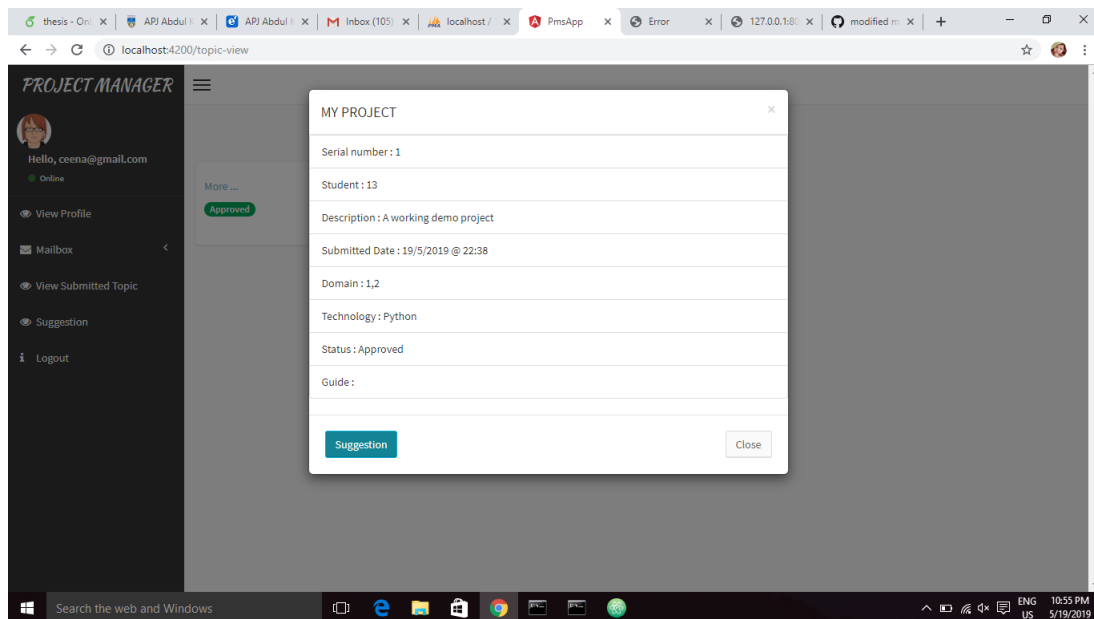 thesis - Onl
APJ Abdul K
APJ Abdul K
Inbox (105)
localhost /
PmsApp
Error
127.0.0.1:80
modified m
localhost:4200/topic-view
PROJECT MANAGER
Hello, ceena@gmail.com
Online
View Profile
Mailbox
View Submitted Topic
Suggestion
Logout
More ...
Approved
MY PROJECT
×
Serial number : 1
Student : 13
Description : A working demo project
Submitted Date : 19/5/2019 @ 22:38
Domain : 1,2
Technology : Python
Status : Approved
Guide :
Suggestion
Close
Search the web and Windows
ENG
US
10:55 PM
5/19/2019